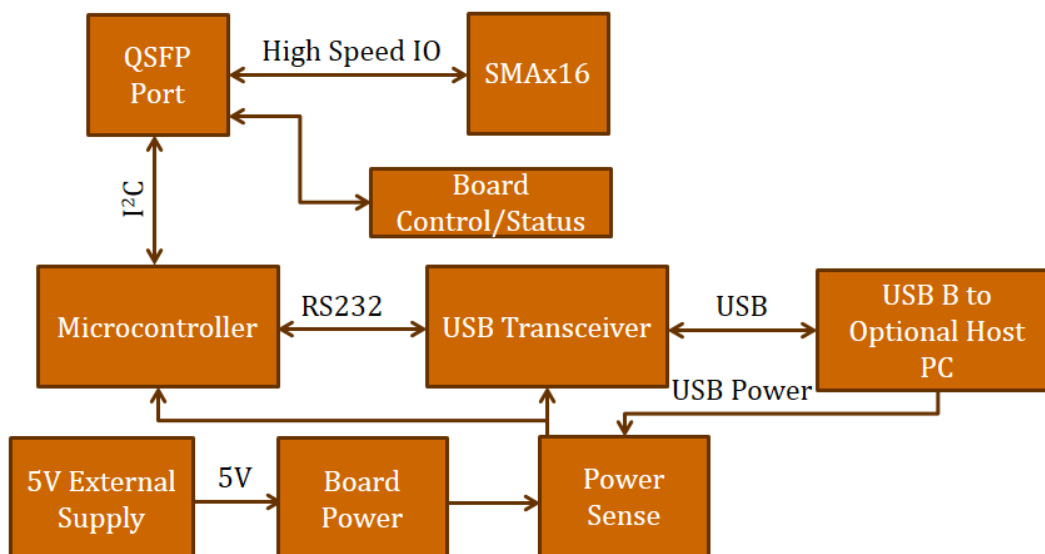 QSFP
Port
High Speed IO
SMAx16
I²C
Board
Control/Status
Microcontroller
RS232
USB Transceiver
USB
USB B to
Optional Host
PC
USB Power
5V External
Supply
5V
Board
Power
Power
Sense